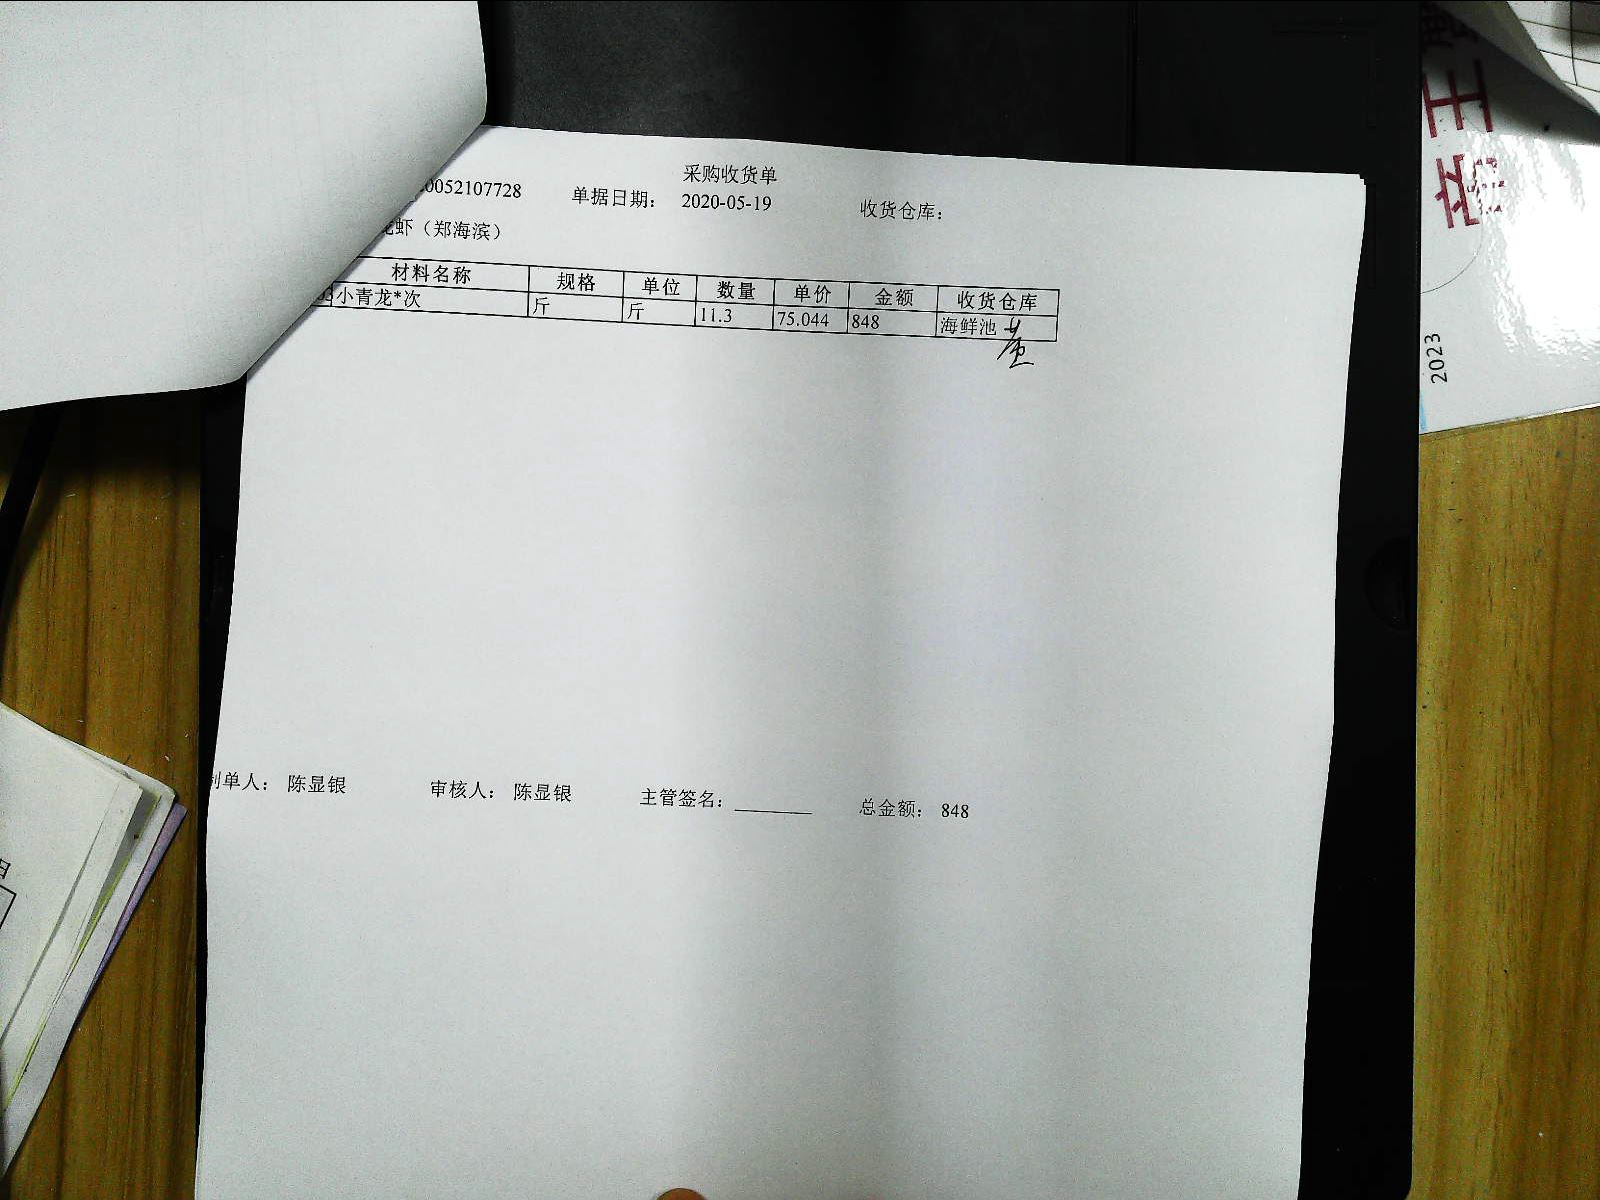 采购收货单
0052107728 单据日期： 2020-05-19 收货仓库：
龙虾（郑海滨）
材料名称 规格 单位 数量 单价 金额 收货仓库
03 小青龙*次 斤 斤 11.3 75.044 848 海鲜池
制单人： 陈显银 审核人： 陈显银 主管签名： 总金额： 848
2023